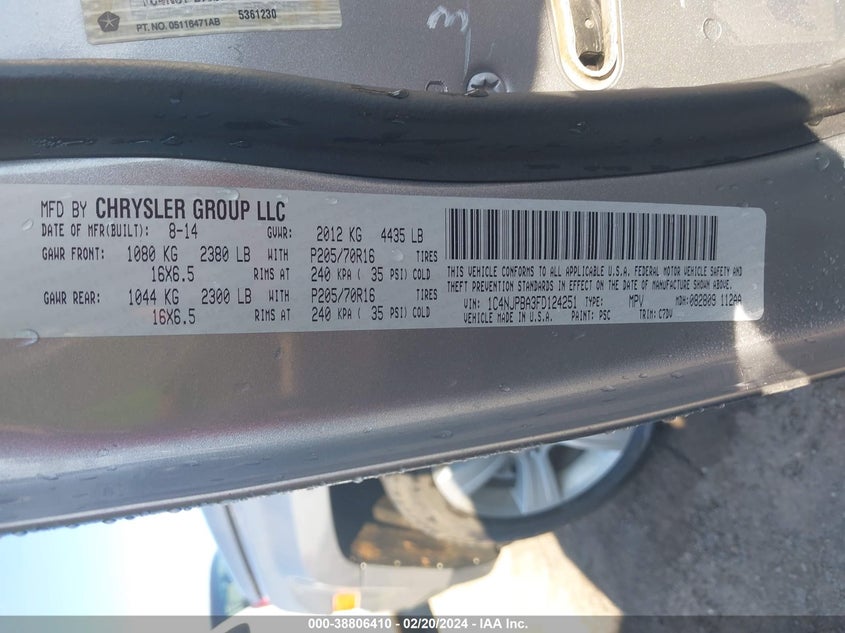 5361230
PT. NO. 05116471AB
MFD BY CHRYSLER GROUP LLC
DATE OF MFR(BUILT): 8-14 GVWR: 2012 KG 4435 LB
GAWR FRONT: 1080 KG 2380 LB WITH P205/70R16 TIRES
16X6.5 RIMS AT 240 KPA ( 35 PSI) COLD
GAWR REAR: 1044 KG 2300 LB WITH P205/70R16 TIRES
16X6.5 RIMS AT 240 KPA ( 35 PSI) COLD
THIS VEHICLE CONFORMS TO ALL APPLICABLE U.S.A. FEDERAL MOTOR VEHICLE SAFETY, BUMPER, AND
THEFT PREVENTION STANDARDS IN EFFECT ON THE DATE OF MANUFACTURE SHOWN ABOVE.
VIN: 1C4NJPBA3FD124251 TYPE: MPV MDH:082809 112AA
VEHICLE MADE IN U.S.A. PAINT: PSC TRIM: C7DV
000-38806410 - 02/20/2024 - IAA Inc.